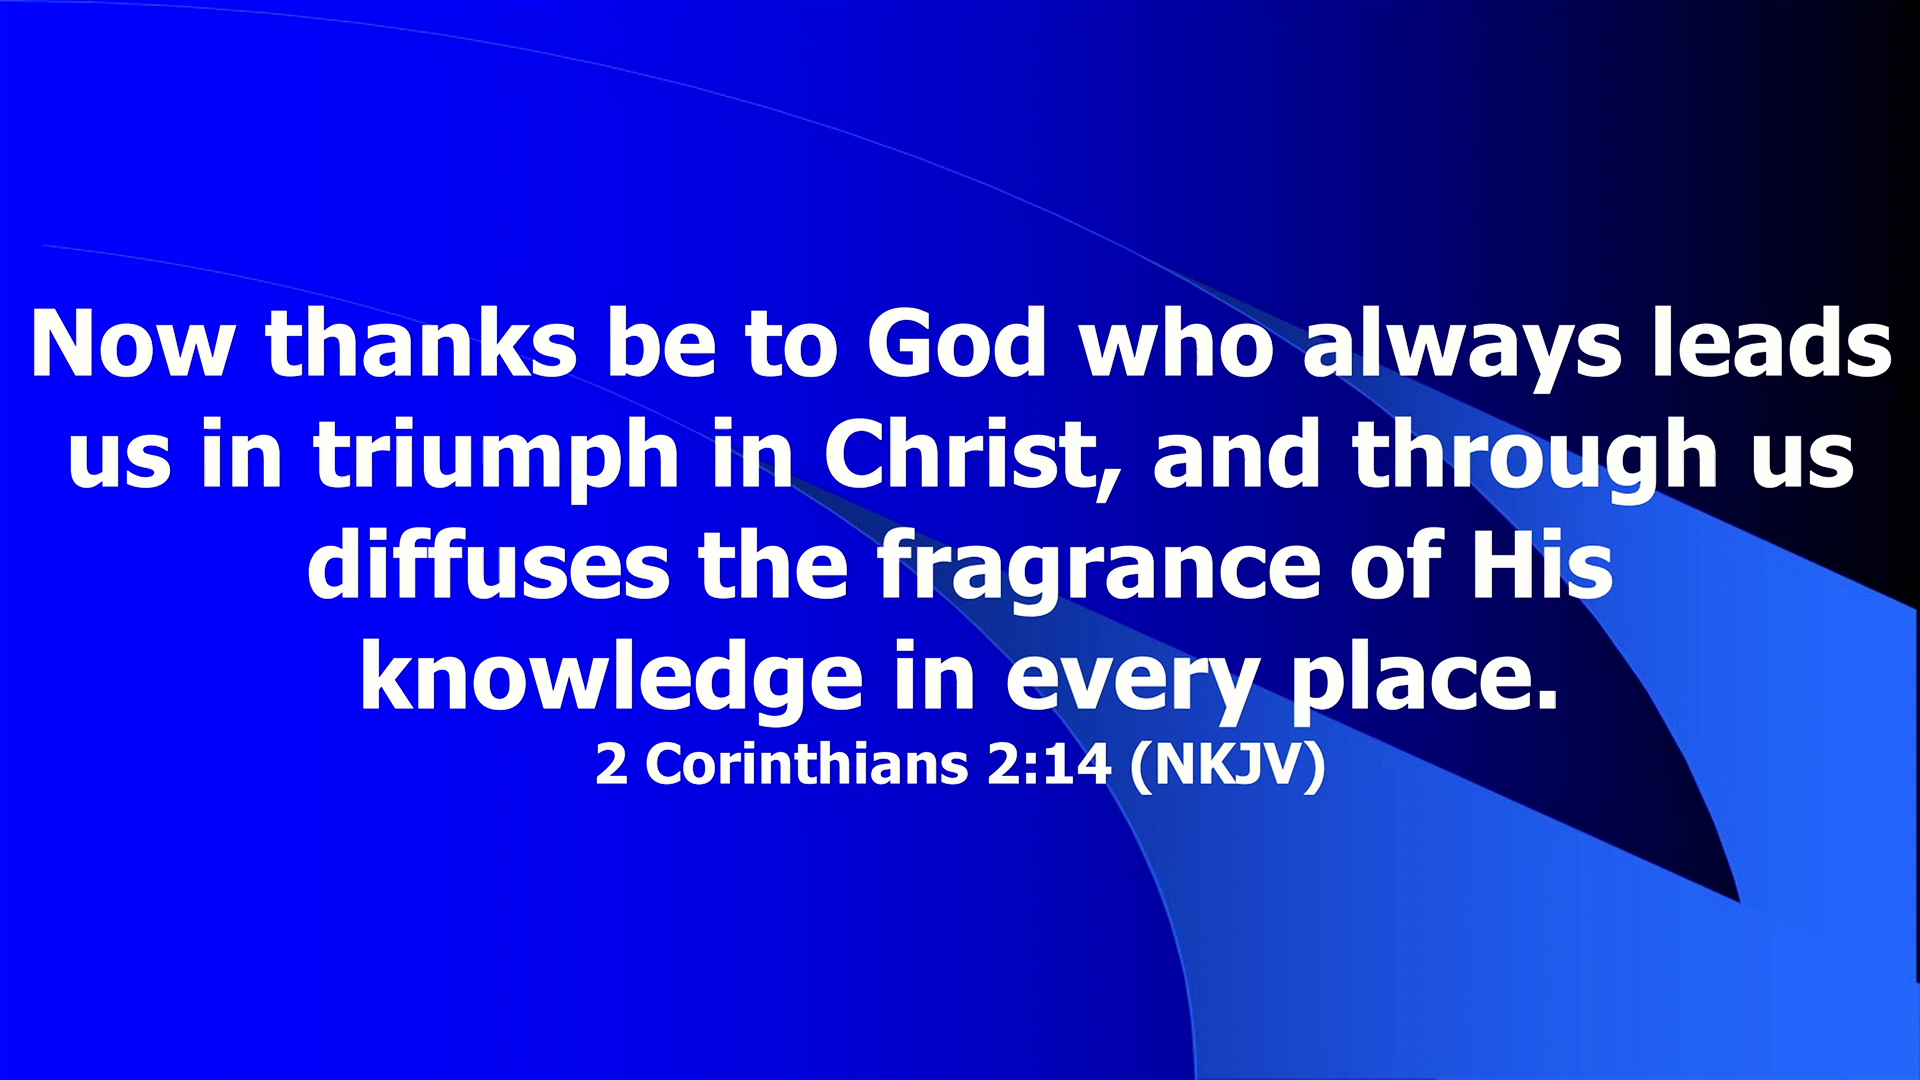 Now thanks be to God who always leads
us in triumph in Christ, and through us
diffuses the fragrance of His
knowledge in every place.
2 Corinthians 2:14 (NKJV)